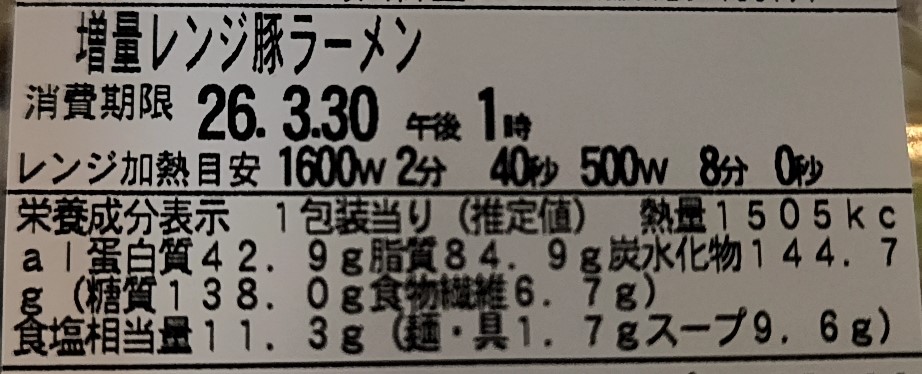 増量レンジ豚ラーメン
消費期限 26. 3.30 午後 1時
レンジ加熱目安 1600W 2分 40秒 500W 8分 0秒
栄養成分表示 1包装当り(推定値) 熱量1505kc
al蛋白質42.9g脂質84.9g炭水化物144.7
g(糖質138.0g食物繊維6.7g)
食塩相当量11.3g(麺・具1.7gスープ9.6g)